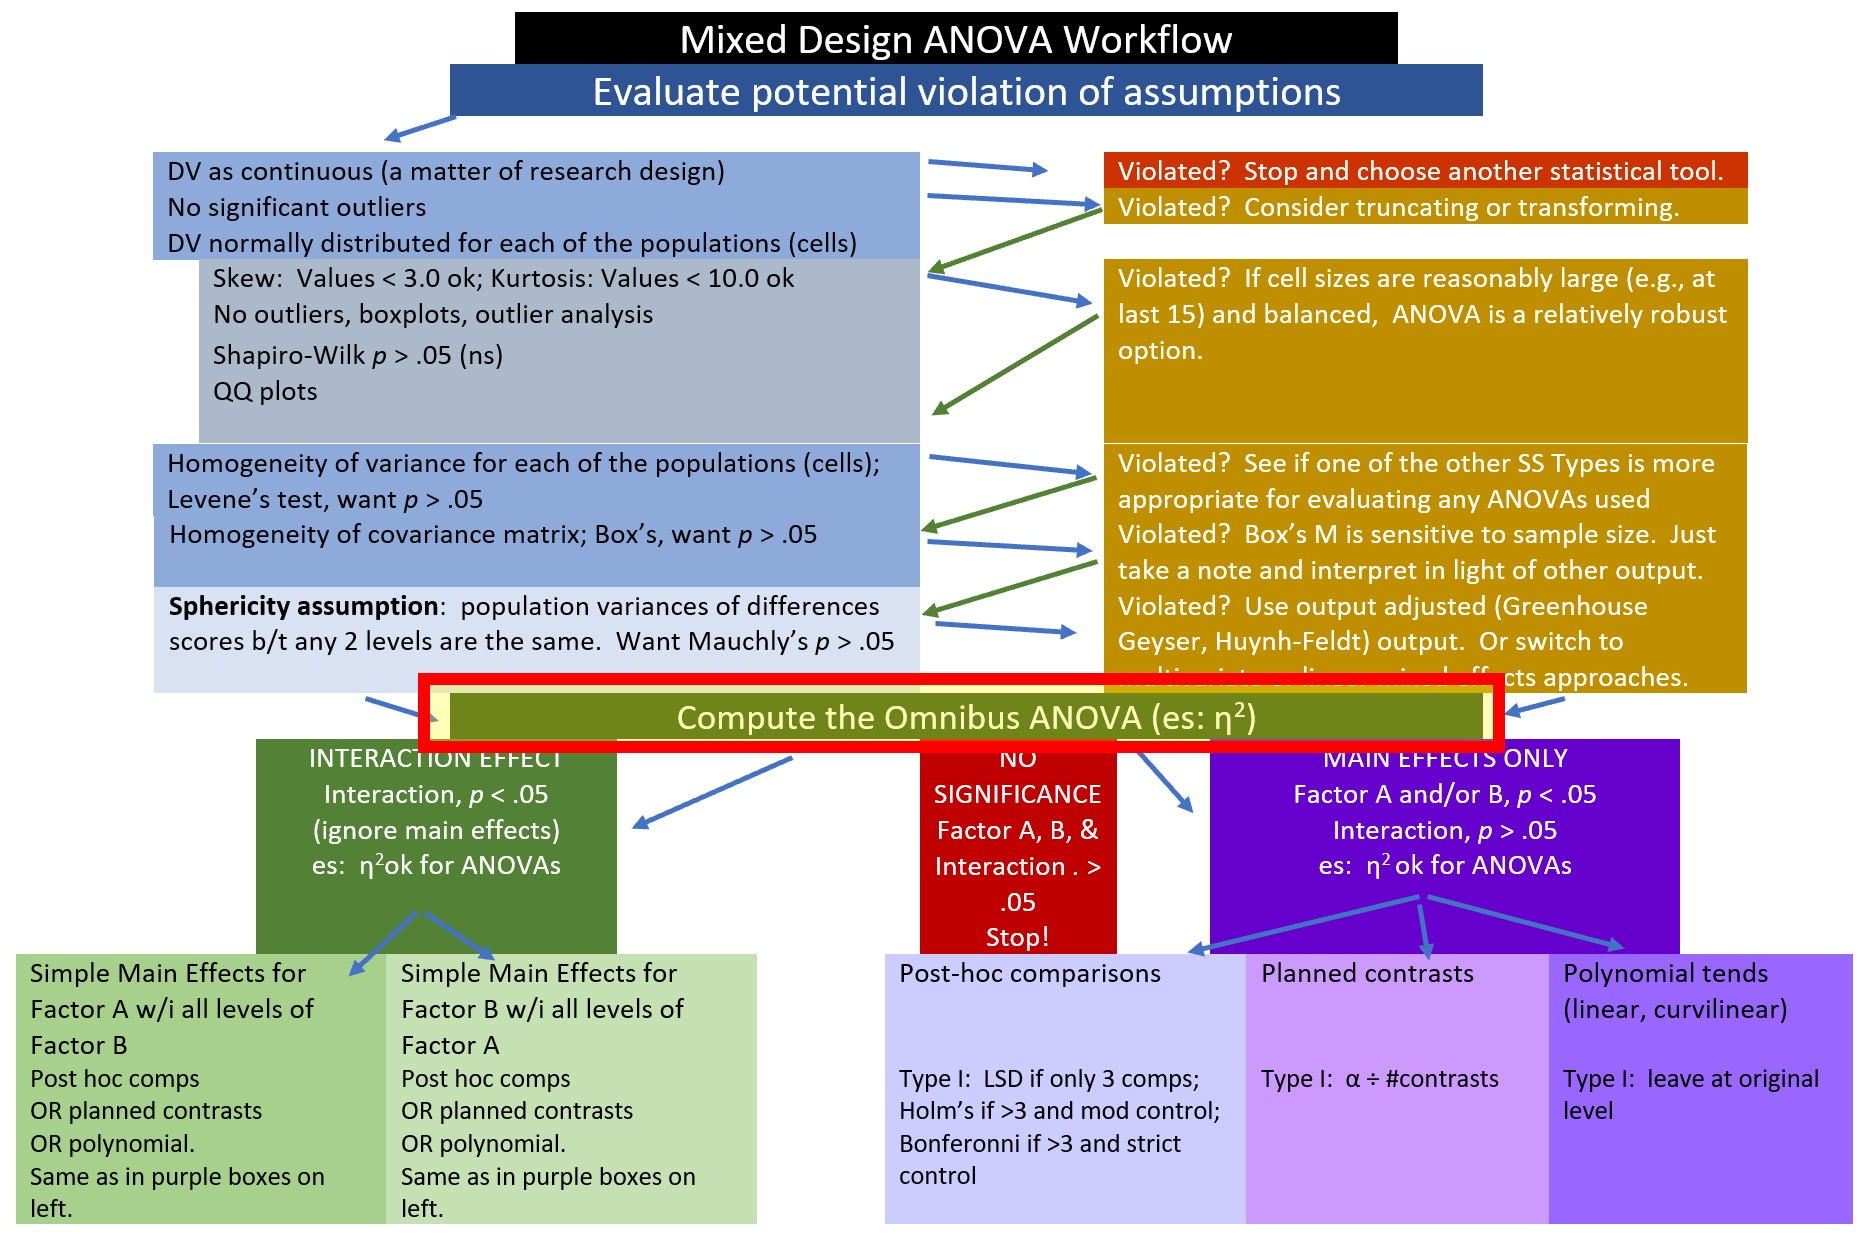 Mixed Design ANOVA Workflow
Evaluate potential violation of assumptions
DV as continuous (a matter of research design)
No significant outliers
DV normally distributed for each of the populations (cells)
Skew: Values < 3.0 ok; Kurtosis: Values < 10.0 ok
No outliers, boxplots, outlier analysis
Shapiro-Wilk p > .05 (ns)
QQ plots
Homogeneity of variance for each of the populations (cells);
Levene's test, want p > .05
Homogeneity of covariance matrix; Box's, want p > .05
Sphericity assumption: population variances of differences
scores b/t any 2 levels are the same. Want Mauchly's p > .05
Violated? Stop and choose another statistical tool.
Violated? Consider truncating or transforming.
Violated? If cell sizes are reasonably large (e.g., at
last 15) and balanced, ANOVA is a relatively robust
option.
Violated? See if one of the other SS Types is more
appropriate for evaluating any ANOVAs used
Violated? Box's M is sensitive to sample size. Just
take a note and interpret in light of other output.
Violated? Use output adjusted (Greenhouse
Geyser, Huynh-Feldt) output. Or switch to
effects approaches.
Compute the Omnibus ANOVA (es: η²)
INTERACTION EFFECT
Interaction, p < .05
(ignore main effects)
es: η²ok for ANOVAs
NO
SIGNIFICANCE
Factor A, B, &
Interaction . >
.05
Stop!
MAIN EFFECTS ONLY
Factor A and/or B, p < .05
Interaction, p > .05
es: η² ok for ANOVAs
Simple Main Effects for
Factor A w/i all levels of
Factor B
Post hoc comps
OR planned contrasts
OR polynomial.
Same as in purple boxes on
left.
Simple Main Effects for
Factor B w/i all levels of
Factor A
Post hoc comps
OR planned contrasts
OR polynomial.
Same as in purple boxes on
left.
Post-hoc comparisons
Type I: LSD if only 3 comps;
Holm's if >3 and mod control;
Bonferonni if >3 and strict
control
Planned contrasts
Type I: α ÷ #contrasts
Polynomial tends
(linear, curvilinear)
Type I: leave at original
level